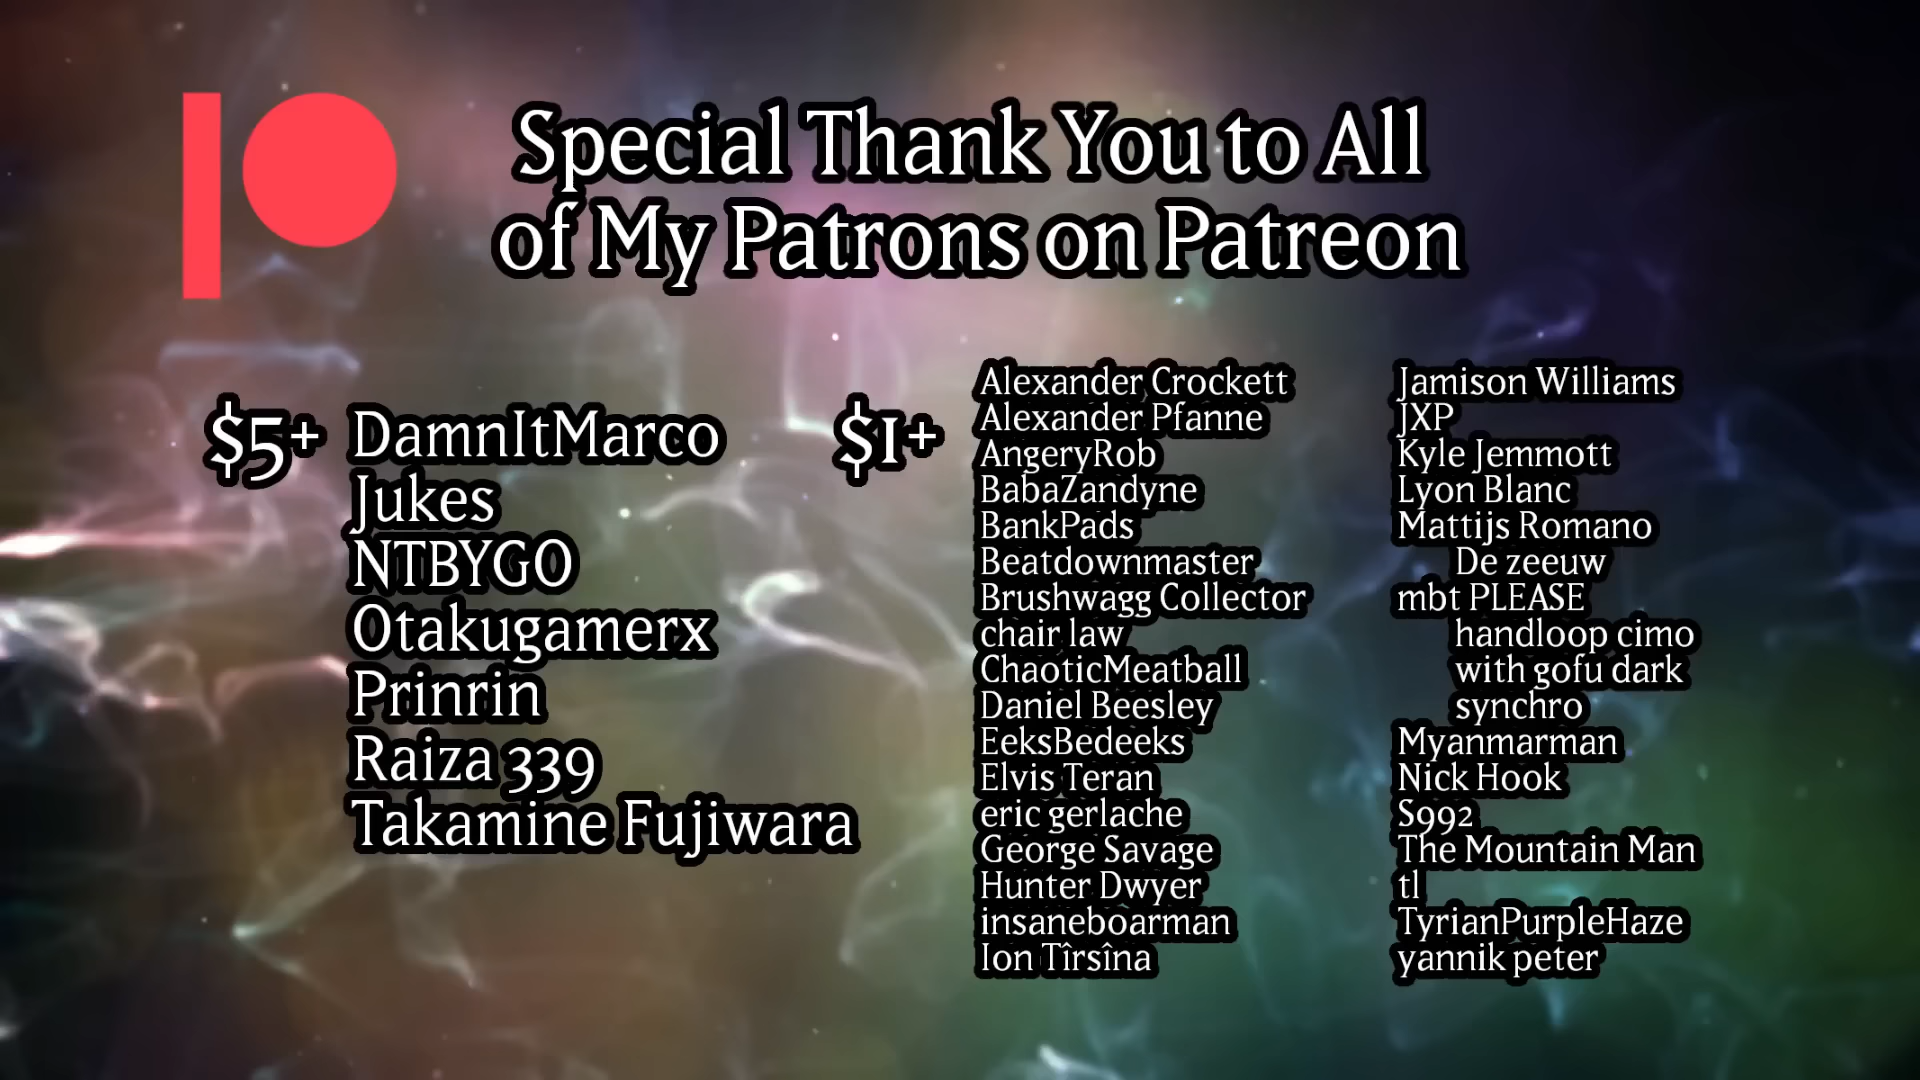 Special Thank You to All
of My Patrons on Patreon
$5+
DamnItMarco
Jukes
NTBYGO
Otakugamerx
Prinrin
Raiza 339
Takamine Fujiwara
$1+
Alexander Crockett
Alexander Pfanne
AngeryRob
BabaZandyne
BankPads
Beatdownmaster
Brushwagg Collector
chair law
ChaoticMeatball
Daniel Beesley
EeksBedeeks
Elvis Teran
eric gerlache
George Savage
Hunter Dwyer
insaneboarman
Ion Tîrsîna
Jamison Williams
JXP
Kyle Jemmott
Lyon Blanc
Mattijs Romano
De zeeuw
mbt PLEASE
handloop cimo
with gofu dark
synchro
Myanmarman
Nick Hook
S992
The Mountain Man
tl
TyrianPurpleHaze
yannik peter